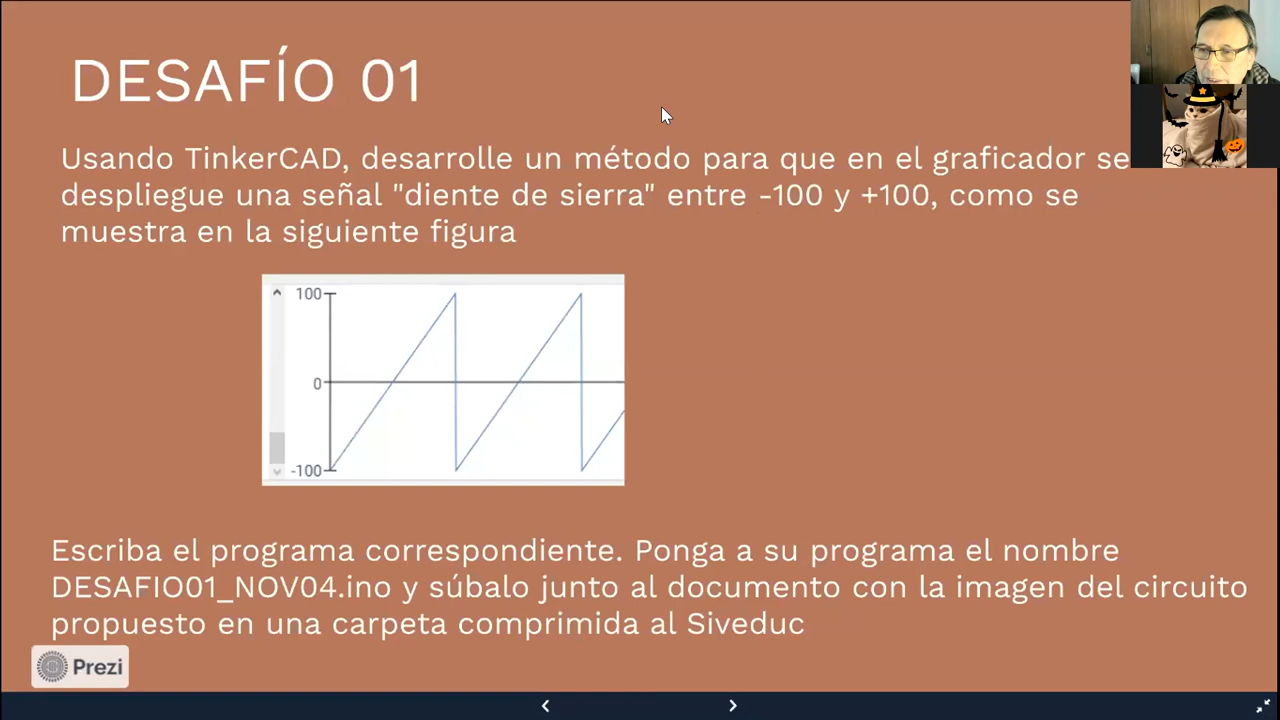 DESAFÍO 01
Usando TinkerCAD, desarrolle un método para que en el graficador se
despliegue una señal "diente de sierra" entre -100 y +100, como se
muestra en la siguiente figura
100
0
-100
Escriba el programa correspondiente. Ponga a su programa el nombre
DESAFIO01_NOV04.ino y súbalo junto al documento con la imagen del circuito
propuesto en una carpeta comprimida al Siveduc
Prezi